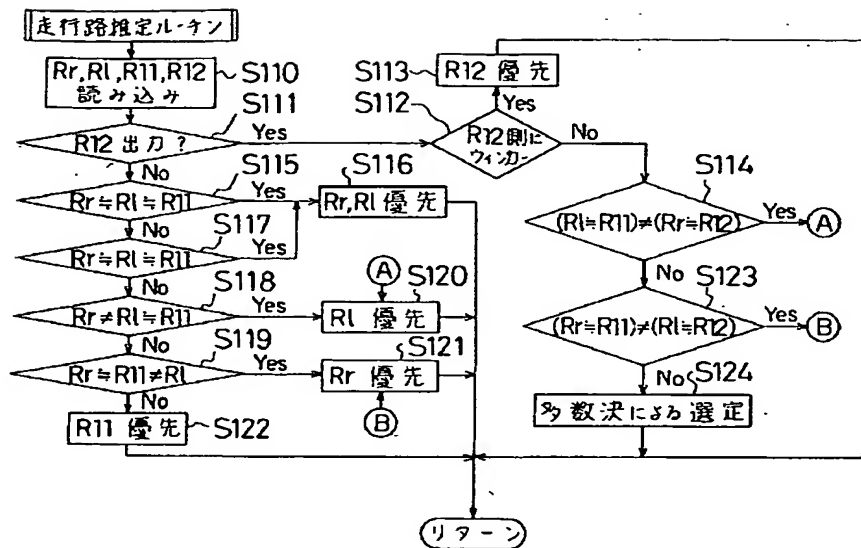 走行路推定ルーチン
Rr,Rl,R11,R12
読み込み
S110
S111
R12 出力?
Yes
No
S112
R12側に
ウィンカー
Yes
No
S113
R12 優先
S114
(Rl≒R11)≠(Rr≒R12)
Yes
A
No
S115
Rr≒Rl≒R11
Yes
No
S116
Rr,Rl 優先
S117
Rr≒Rl≒R11
Yes
No
S118
Rr≠Rl≒R11
Yes
No
A
S120
Rl 優先
S119
Rr≒R11≠Rl
Yes
No
S121
Rr 優先
B
R11 優先
S122
S123
(Rr≒R11)≠(Rl≒R12)
Yes
B
No
S124
多数決による選定
リターン